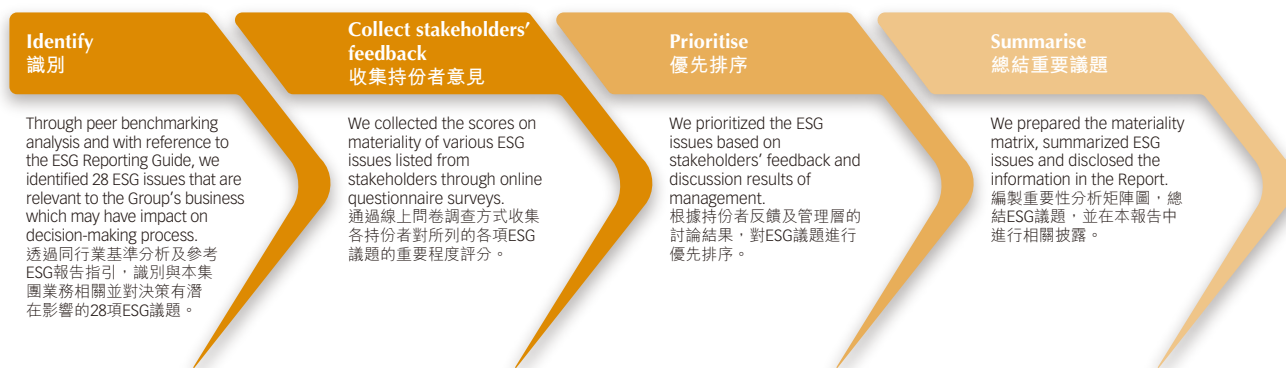 Identify
識別
Through peer benchmarking
analysis and with reference to
the ESG Reporting Guide, we
identified 28 ESG issues that are
relevant to the Group's business
which may have impact on
decision-making process.
透過同行業基準分析及參考
ESG報告指引，識別與本集
團業務相關並對決策有潛
在影響的28項ESG議題。
Collect stakeholders'
feedback
收集持份者意見
We collected the scores on
materiality of various ESG
issues listed from
stakeholders through online
questionnaire surveys.
通過線上問卷調查方式收集
各持份者對所列的各項ESG
議題的重要程度評分。
Prioritise
優先排序
We prioritized the ESG
issues based on
stakeholders' feedback and
discussion results of
management.
根據持份者反饋及管理層的
討論結果，對ESG議題進行
優先排序。
Summarise
總結重要議題
We prepared the materiality
matrix, summarized ESG
issues and disclosed the
information in the Report.
編製重要性分析矩陣圖，總
結ESG議題，並在本報告中
進行相關披露。